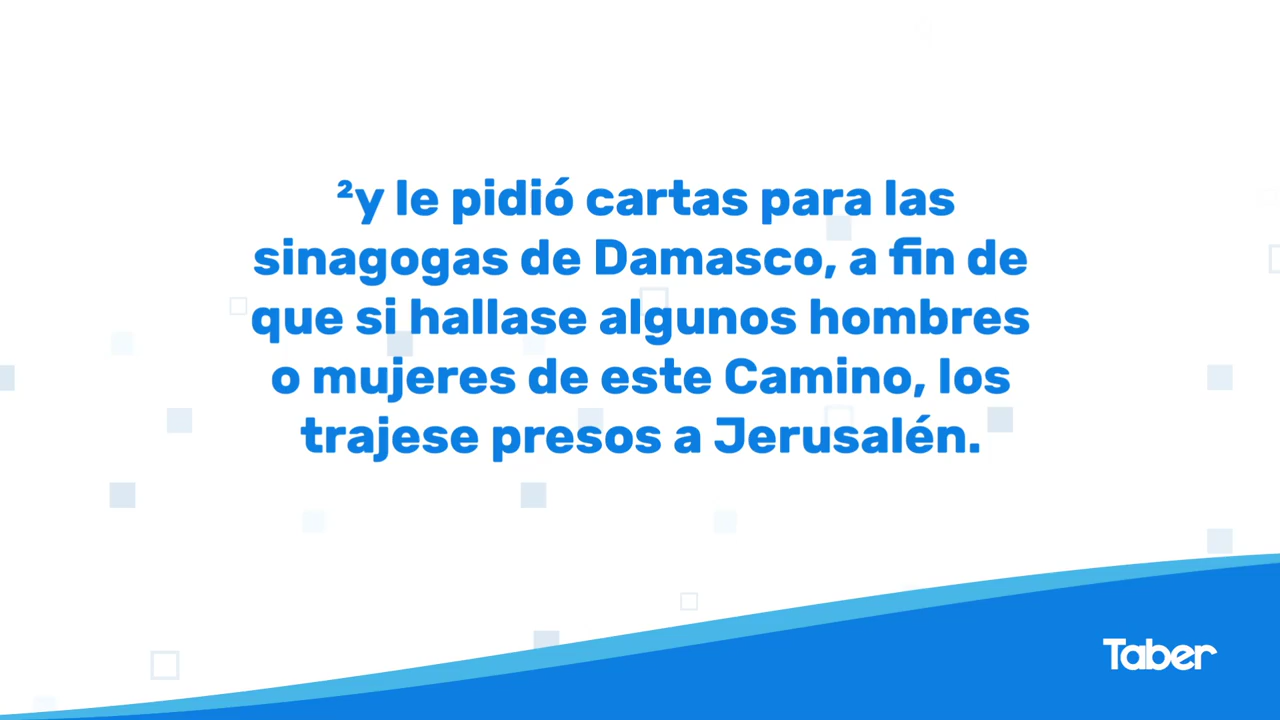 ²y le pidió cartas para las
sinagogas de Damasco, a fin de
que si hallase algunos hombres
o mujeres de este Camino, los
trajese presos a Jerusalén.
Taber